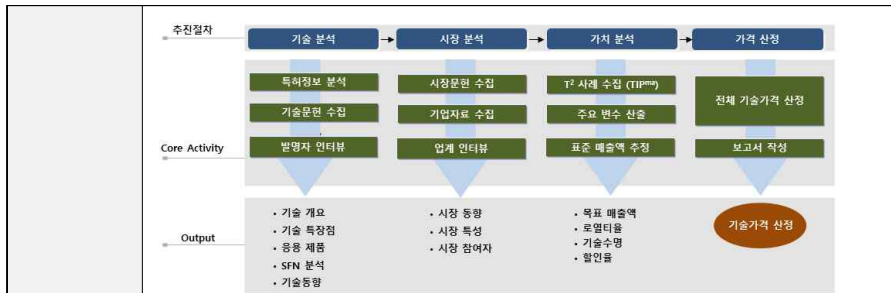 추진절차
기술 분석
시장 분석
가치 분석
가격 산정
Core Activity
특허정보 분석
시장문헌 수집
T² 사례 수집 (TIPma)
전체 기술가격 산정
기술문헌 수집
기업자료 수집
주요 변수 산출
발명자 인터뷰
업계 인터뷰
표준 매출액 추정
보고서 작성
Output
• 기술 개요
• 기술 특장점
• 응용 제품
• SFN 분석
• 기술동향
• 시장 동향
• 시장 특성
• 시장 참여자
• 목표 매출액
• 로열티율
• 기술수명
• 할인율
기술가격 산정